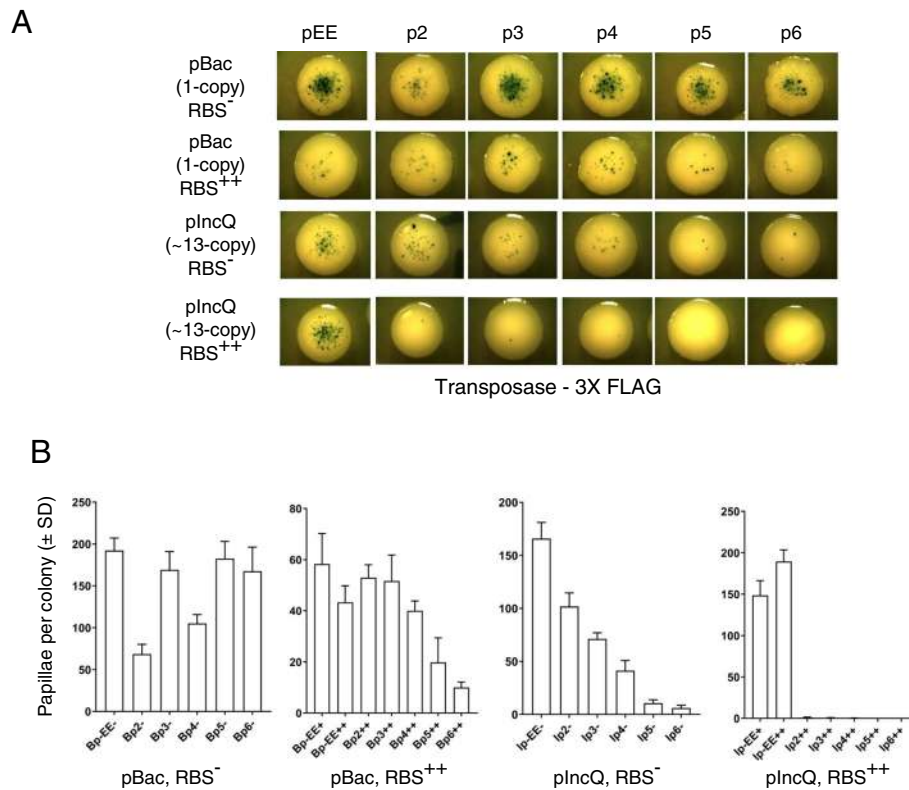 A
pEE p2 p3 p4 p5 p6
pBac
(1-copy)
RBS⁻
pBac
(1-copy)
RBS⁺⁺
pIncQ
(~13-copy)
RBS⁻
pIncQ
(~13-copy)
RBS⁺⁺
Transposase - 3X FLAG
B
Papillae per colony (± SD)
250
200
150
100
50
0
Bp-EE- Bp2- Bp3- Bp4- Bp5- Bp6-
pBac, RBS⁻
80
60
40
20
0
Bp-EE+ Bp-EE++ Bp2++ Bp3++ Bp4++ Bp5++ Bp6++
pBac, RBS⁺⁺
200
150
100
50
0
Ip-EE- Ip2- Ip3- Ip4- Ip5- Ip6-
pIncQ, RBS⁻
250
200
150
100
50
0
Ip-EE+ Ip-EE++ Ip2++ Ip3++ Ip4++ Ip5++ Ip6++
pIncQ, RBS⁺⁺